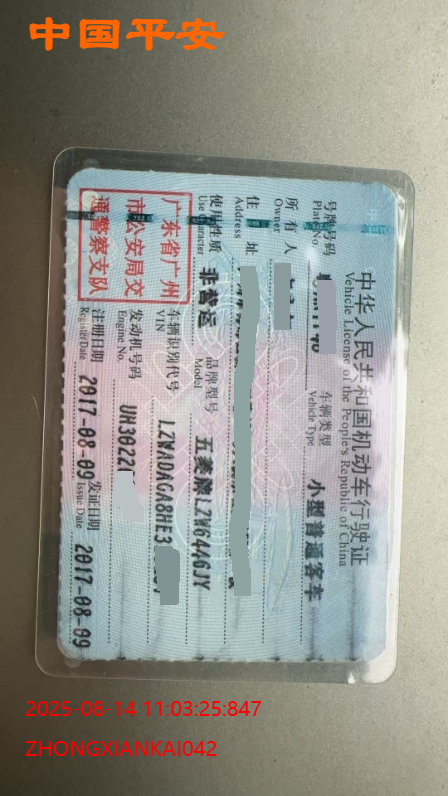 中国平安
中华人民共和国机动车行驶证
Vehicle License of the People's Republic of China
号牌号码
Plate No.
车辆类型 小型普通客车
Vehicle Type
所有人
Owner
住址
Address
使用性质 非营运
Use Character
品牌型号 五菱牌LZW6446JY
Model
广东省广州
市公安局交
通警察支队
车辆识别代号 LZWADAGA8HE3
VIN
发动机号码 UH3022
Engine No.
注册日期 2017-08-09
Register Date
发证日期 2017-08-09
Issue Date
2025-08-14 11:03:25:847
ZHONGXIANKAI042